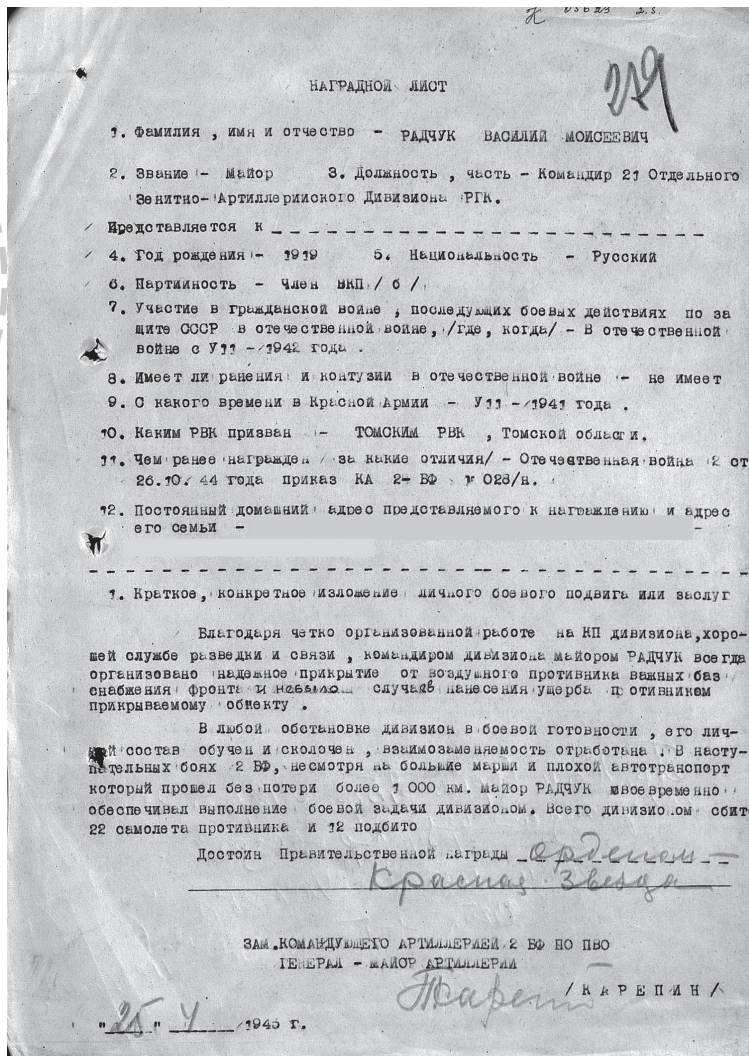 279
НАГРАДНОЙ ЛИСТ
1. Фамилия , имя и отчество - РАДЧУК ВАСИЛИЙ МОИСЕЕВИЧ
2. Звание - Майор 3. Должность , часть - Командир 21 Отдельного
Зенитно-Артиллерииского Дивизиона РГК.
Представляется к
4. Год рождения - 1919 5. Национальность - Русский
6. Партииность - Член ВКП / б /.
7. Участие в гражданской войне , последующих боевых действиях по за
щите СССР в отечественной войне, /где, когда/ - В отечественной
войне с У11 - 1942 года .
8. Имеет ли ранения и контузии в отечественной войне - не имеет
9. С какого времени в Красной Армии - У11 - 1941 года .
10. Каким РВК призван - ТОМСКИМ РВК , Томской области.
11. Чем ранее награжден / за какие отличия/ - Отечественная война 2 ст
26.10. 44 года приказ КА 2- БФ № 028/н.
12. Постоянный домашний адрес представляемого к награждению и адрес
его семьи -
1. Краткое, конкретное изложение личного боевого подвига или заслуг
Благодаря четко организованной работе на КП дивизиона,хоро-
шей службе разведки и связи , командиром дивизиона майором РАДЧУК всегда
организовано надежное прикрытие от воздушного противника важных баз
снабжения фронта и небыло случаев нанесения ущерба противником
прикрываемому обиекту .
В любой обстановке дивизион в боевой готовности , его лич-
ный состав обучен и сколочен , взаимозаменяемость отработана . В насту-
пательных боях 2 БФ, несмотря на большие марши и плохой автотранспорт
который прошел без потери более 1 000 км. майор РАДЧУК своевременно
обеспечивал выполнение боевой задачи дивизионом. Всего дивизионом сбит
22 самолета противника и 12 подбито
Достоин Правительственной награды орденом
Красная Звезда
ЗАМ.КОМАНДУЮЩЕГО АРТИЛЛЕРИЕЙ 2 БФ ПО ПВО
ГЕНЕРАЛ - МАЙОР АРТИЛЛЕРИИ
/ К А Р Е П И Н /
"25" У 1945 г.